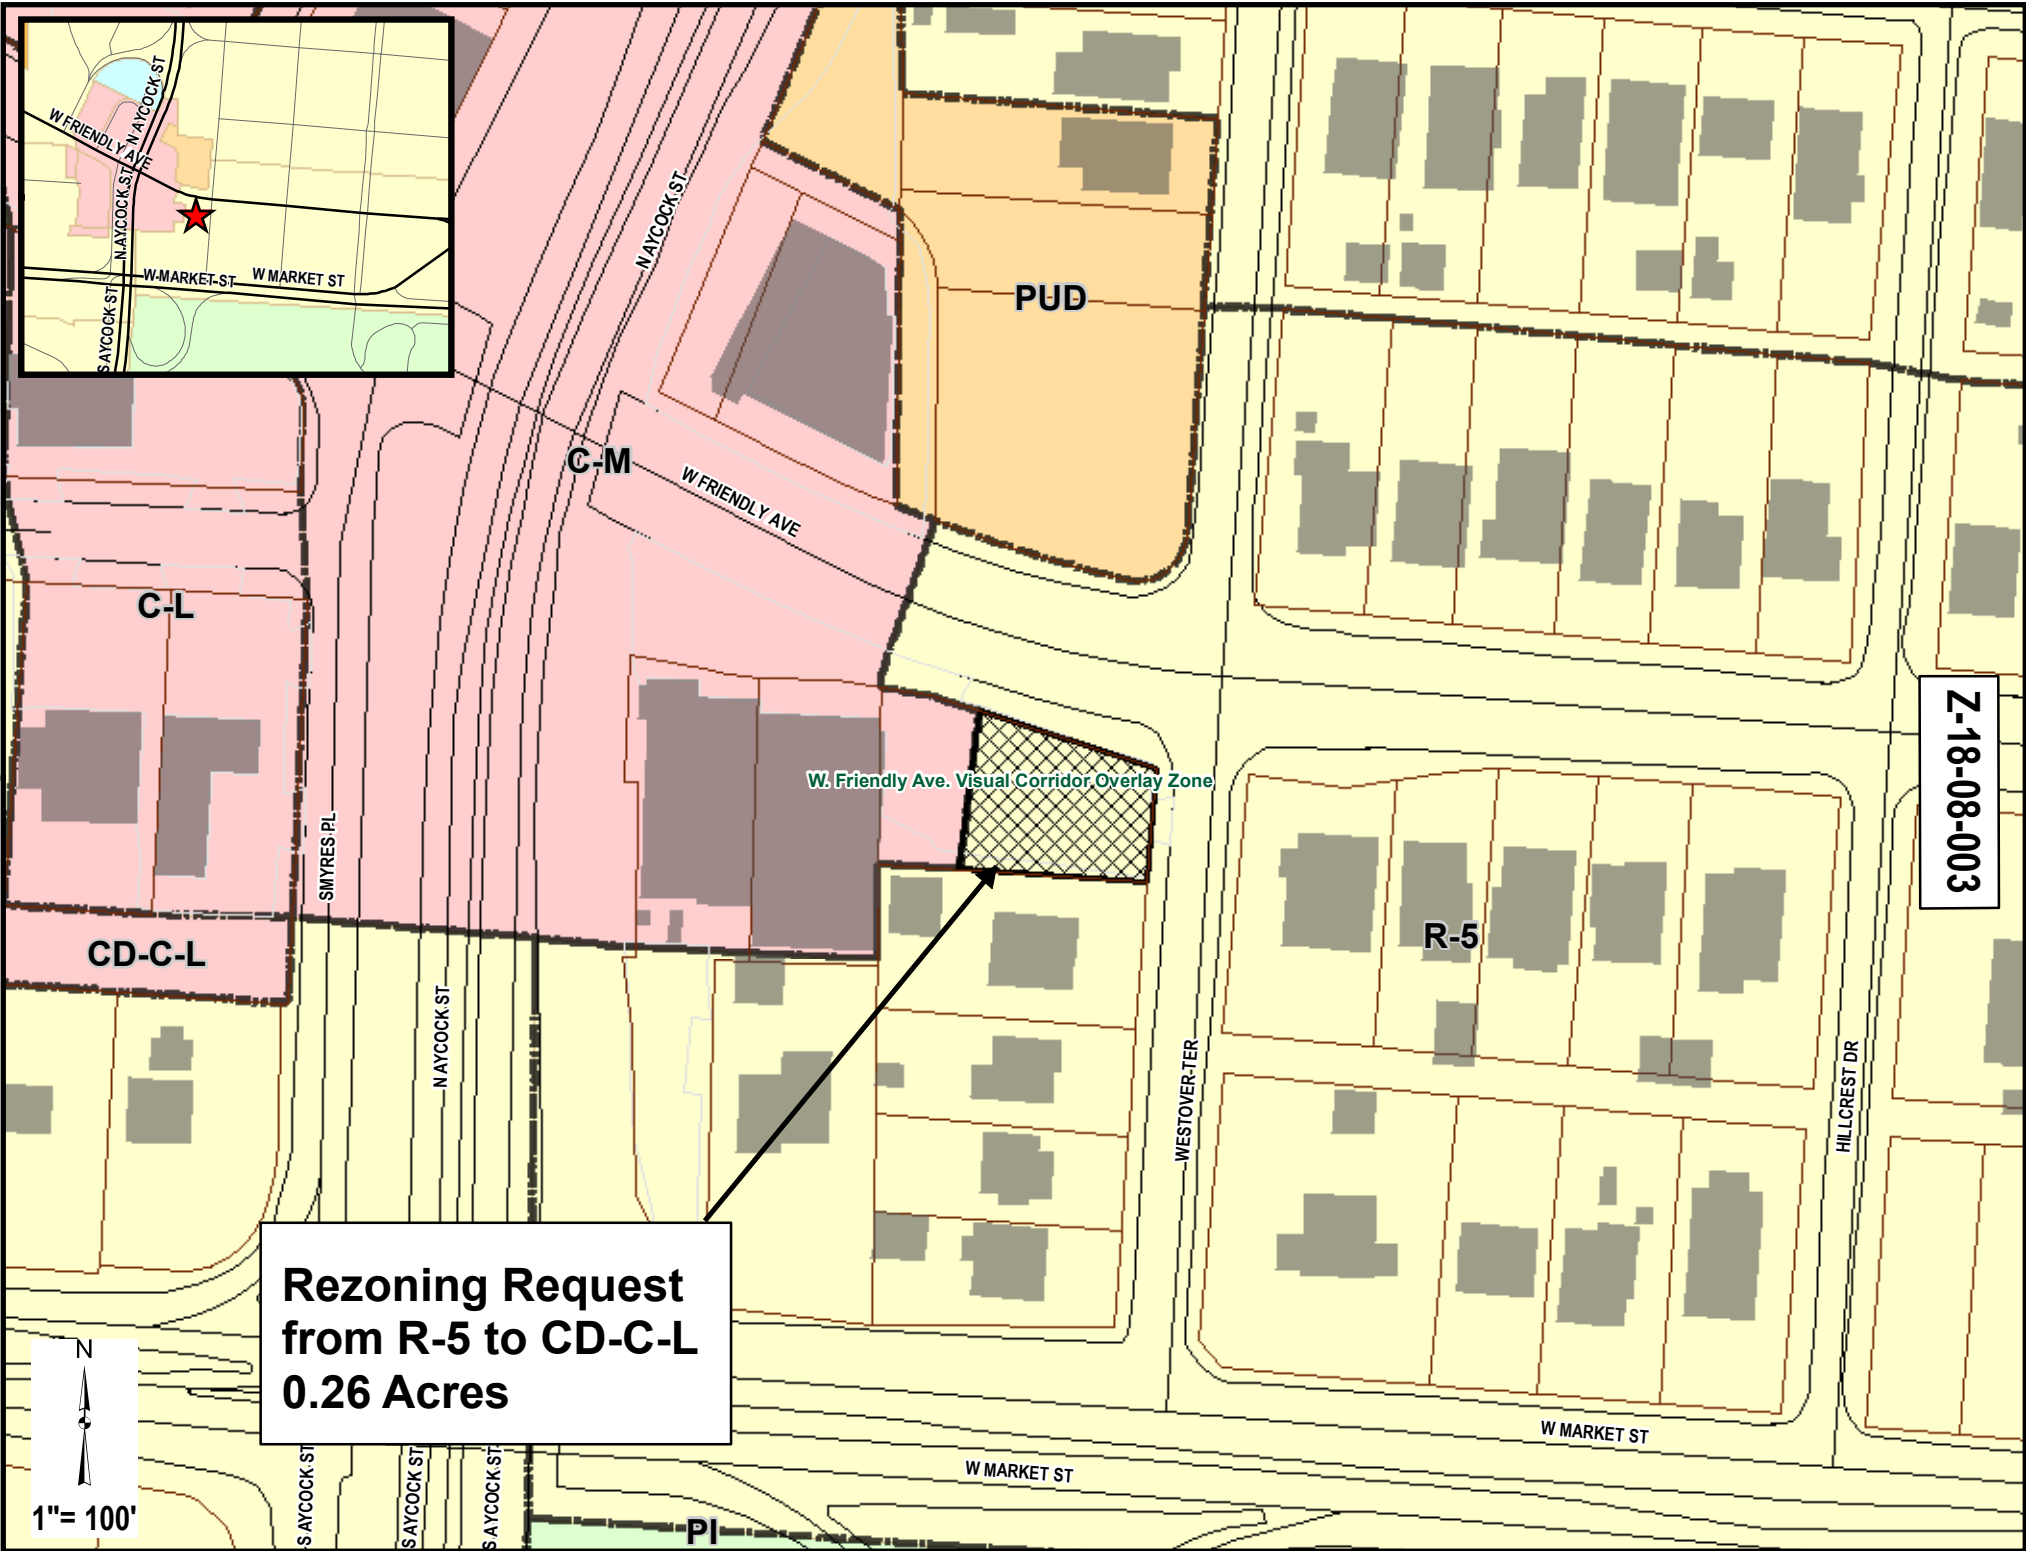 N AYCOCK ST
W FRIENDLY AVE
N AYCOCK ST
W MARKET ST
W MARKET ST
S AYCOCK ST
N AYCOCK ST
PUD
C-M
W FRIENDLY AVE
C-L
W. Friendly Ave. Visual Corridor Overlay Zone
Z-18-08-003
SMYRES PL
R-5
CD-C-L
N AYCOCK ST
WESTOVER TER
HILLCREST DR
Rezoning Request
from R-5 to CD-C-L
0.26 Acres
N
1"= 100'
W MARKET ST
W MARKET ST
S AYCOCK ST
S AYCOCK ST
S AYCOCK ST
PI